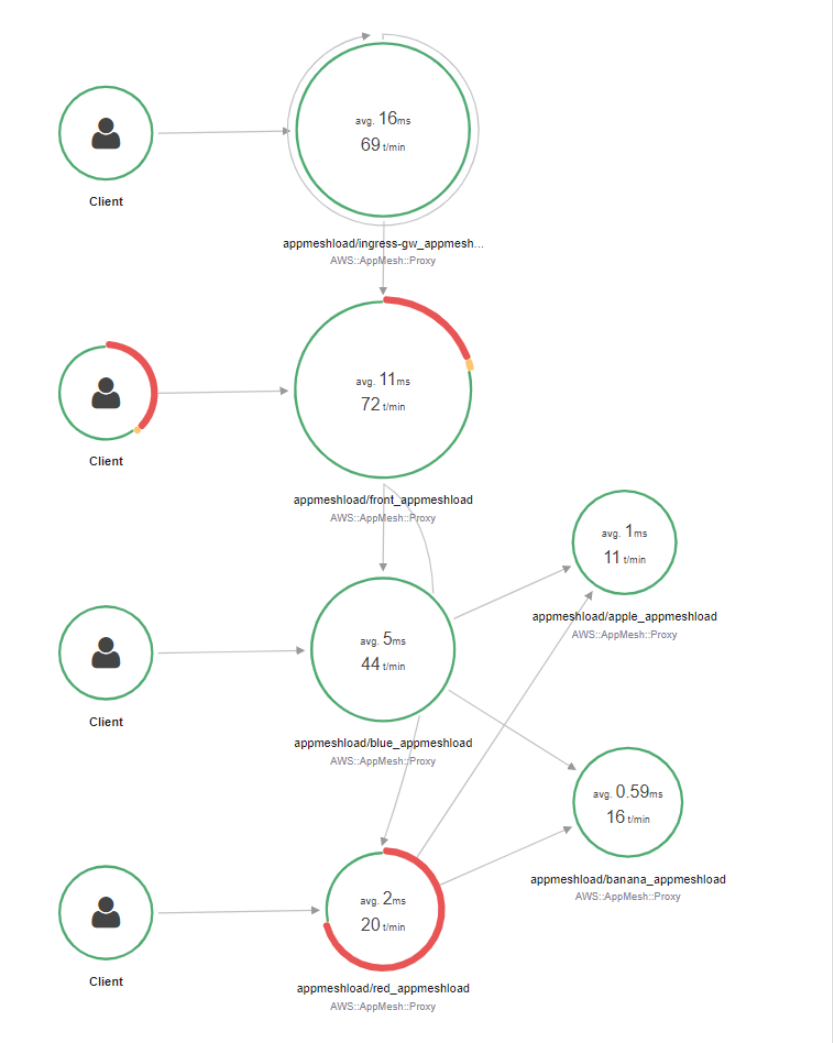 avg. 16ms
69 t/min
Client
appmeshload/ingress-gw_appmesh...
AWS::AppMesh::Proxy
avg. 11ms
72 t/min
Client
appmeshload/front_appmeshload
AWS::AppMesh::Proxy
avg. 1ms
11 t/min
appmeshload/apple_appmeshload
AWS::AppMesh::Proxy
avg. 5ms
44 t/min
Client
appmeshload/blue_appmeshload
AWS::AppMesh::Proxy
avg. 0.59ms
16 t/min
appmeshload/banana_appmeshload
AWS::AppMesh::Proxy
avg. 2ms
20 t/min
Client
appmeshload/red_appmeshload
AWS::AppMesh::Proxy